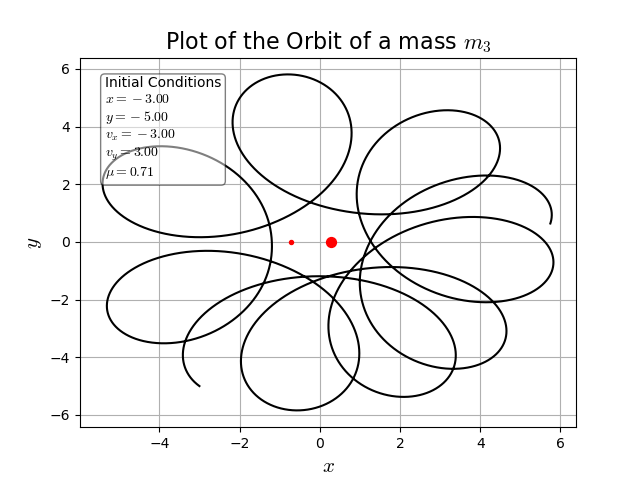 Plot of the Orbit of a mass m₃
Initial Conditions
x = −3.00
y = −5.00
vₓ = −3.00
v_y = 3.00
μ = 0.71
6
4
2
0
−2
−4
−6
y
−4 −2 0 2 4 6
x